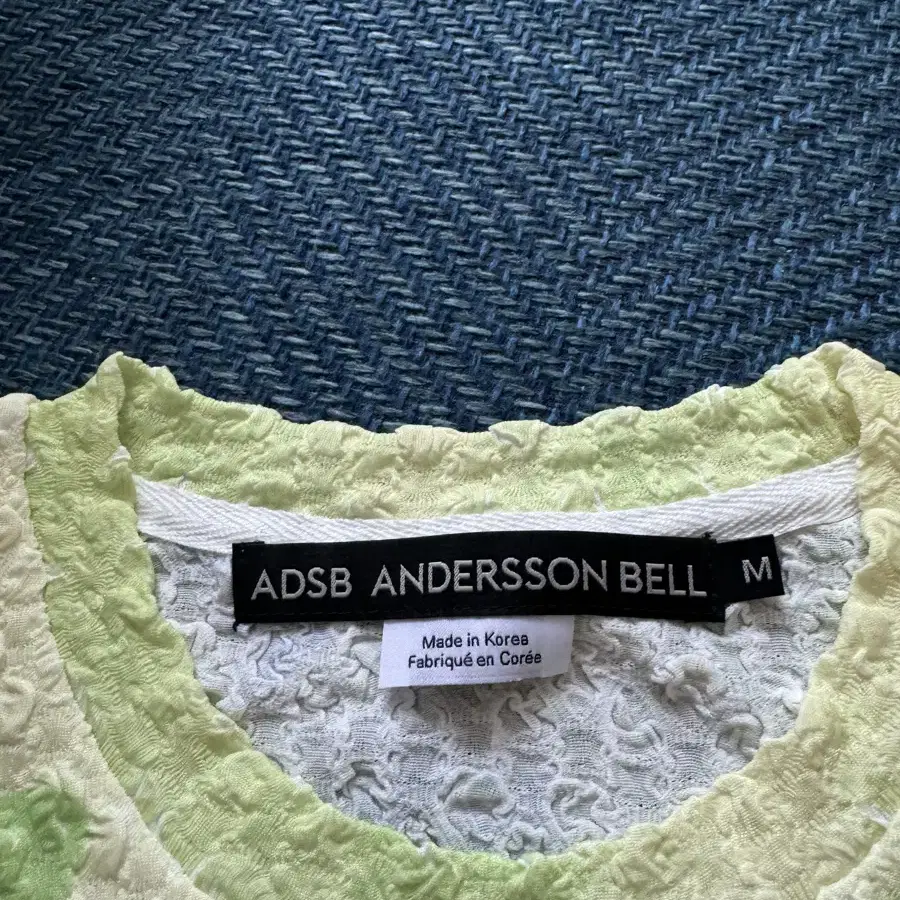 ADSB ANDERSSON BELL M
Made in Korea
Fabriqué en Corée